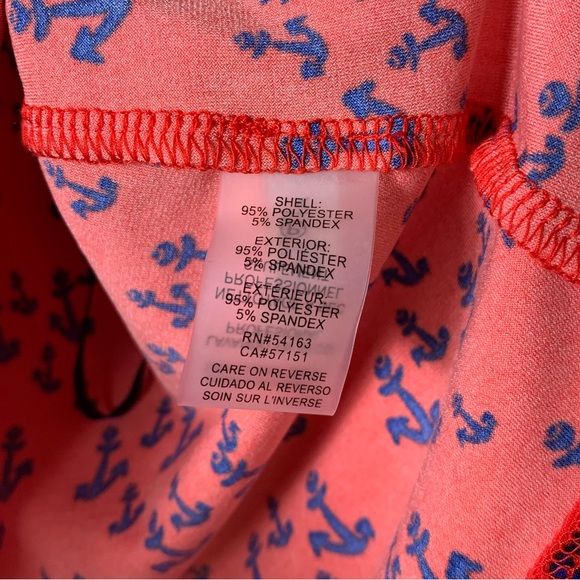 SHELL:
95% POLYESTER
5% SPANDEX
EXTERIOR:
95% POLIÉSTER
5% SPANDEX
EXTÉRIEUR:
95% POLYESTER
5% SPANDEX
RN#54163
CA#57151
CARE ON REVERSE
CUIDADO AL REVERSO
SOIN SUR L'INVERSE